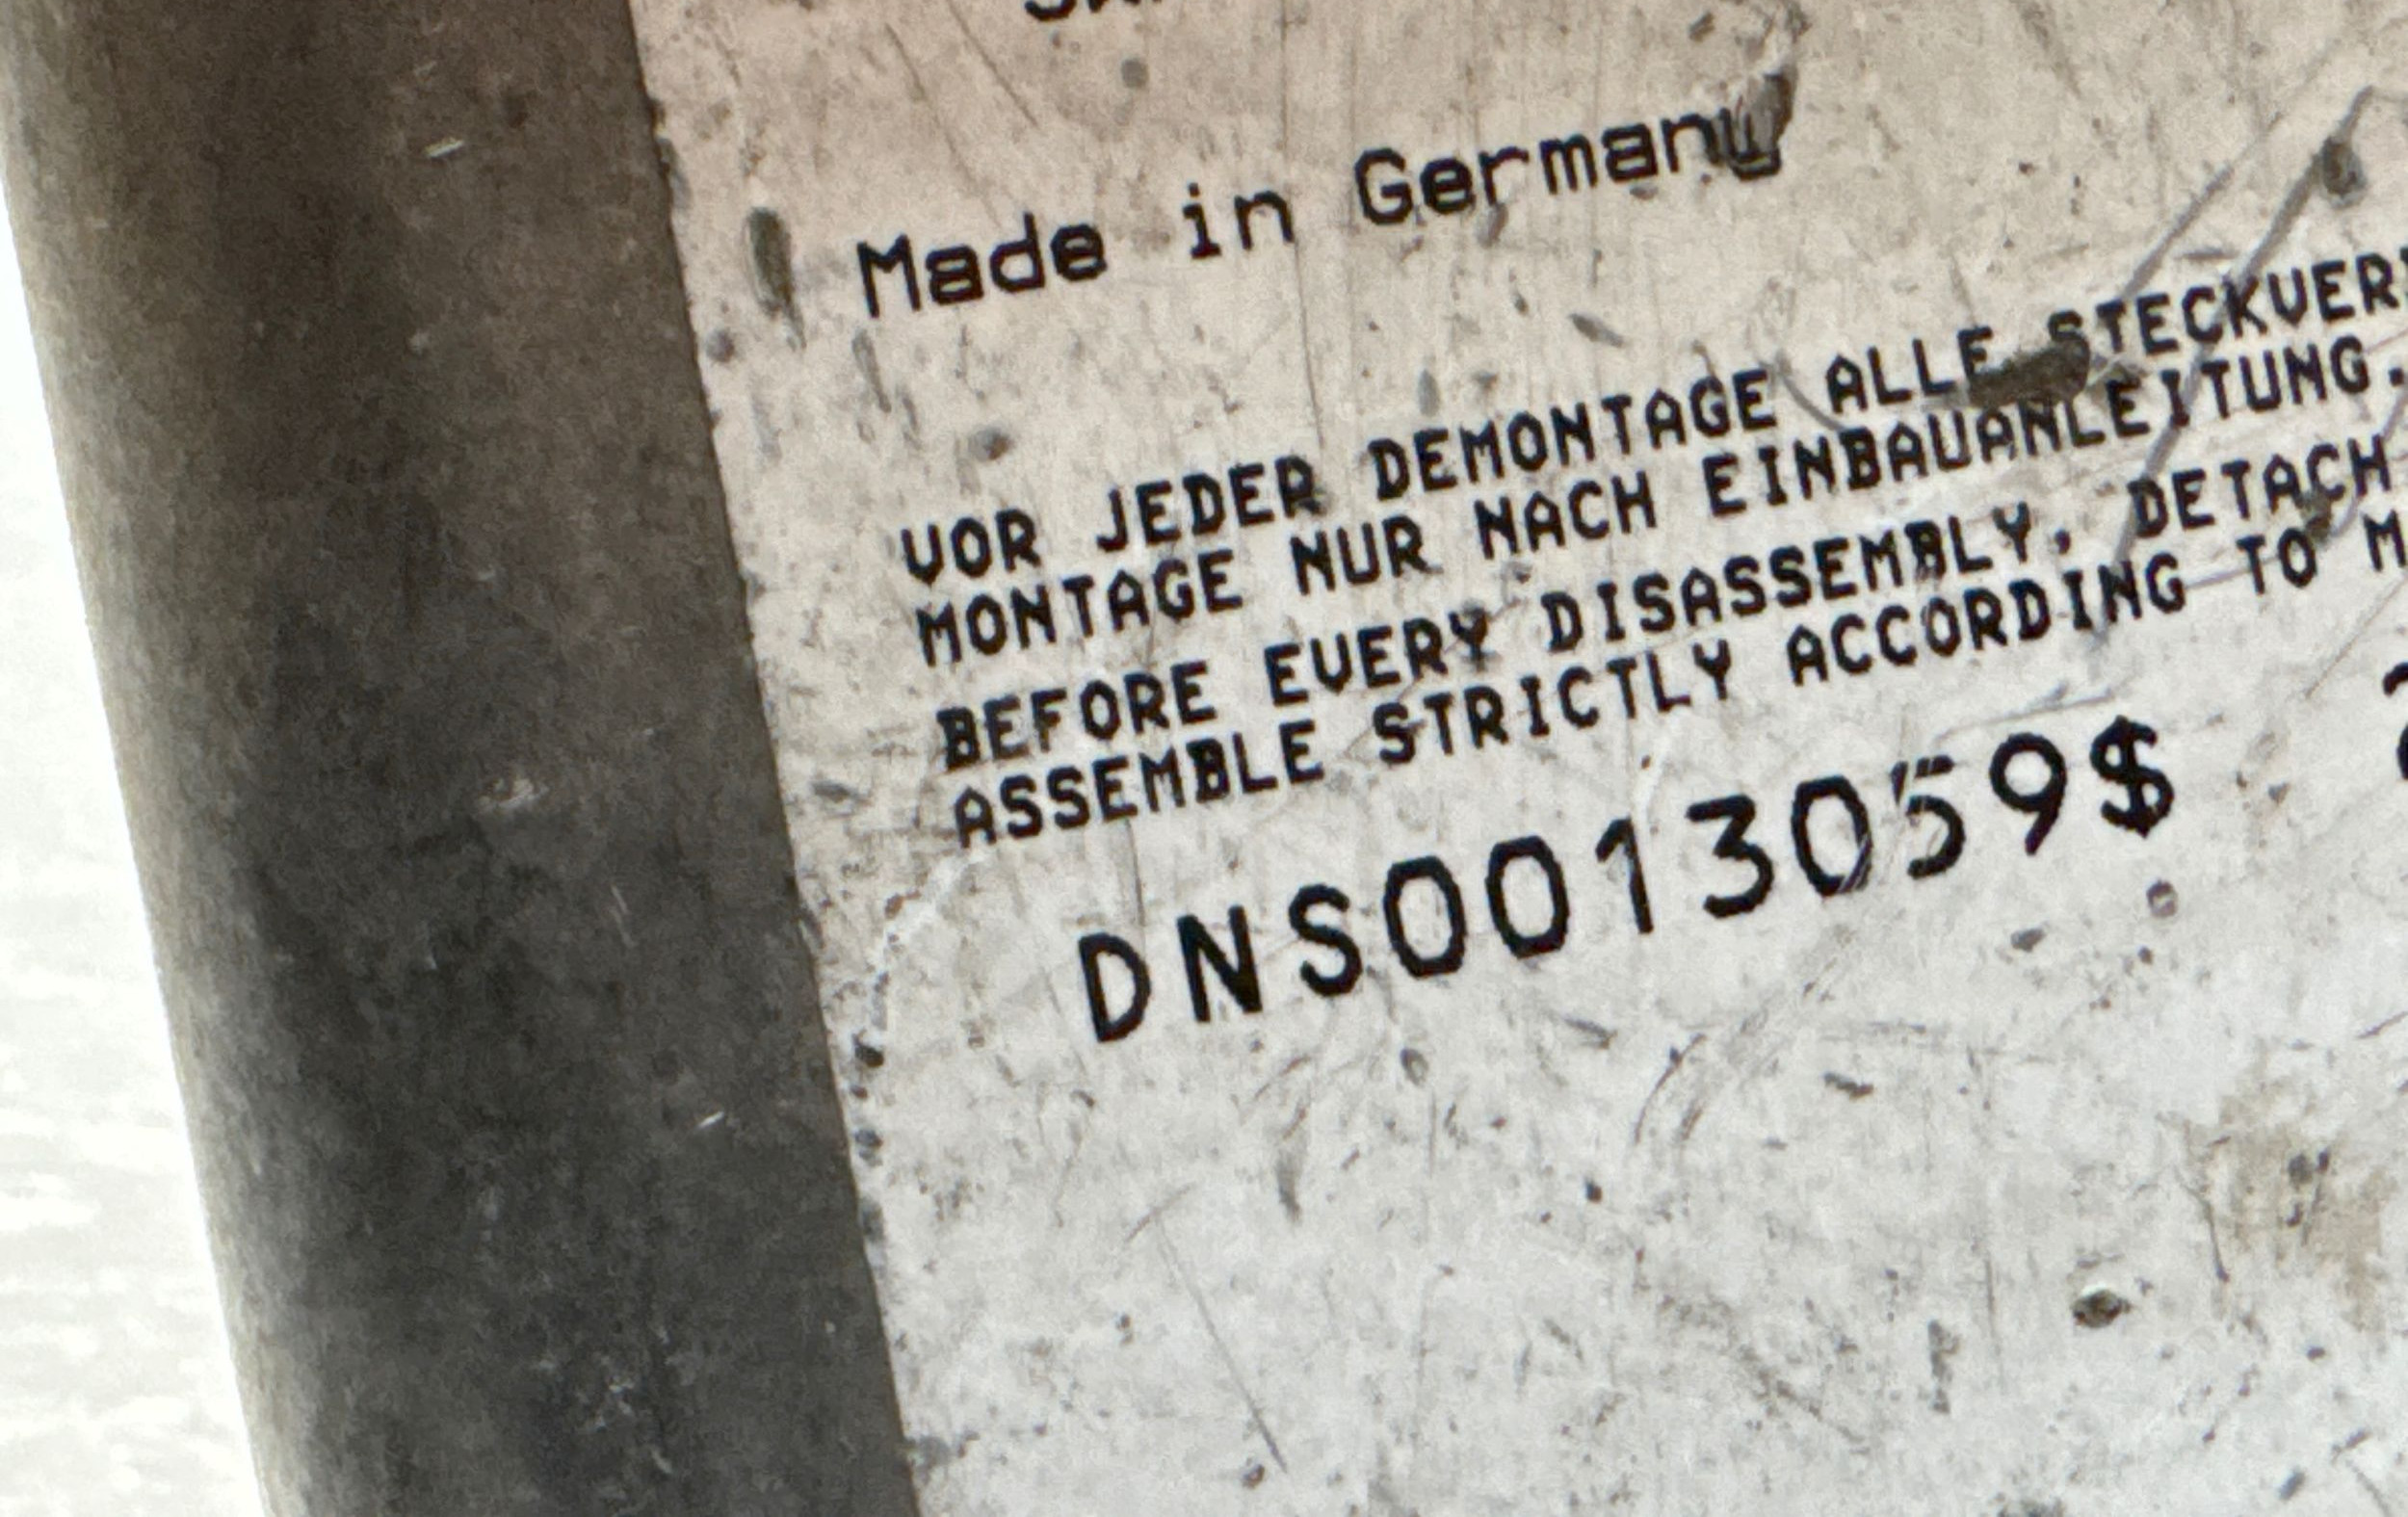 Made in Germany
VOR JEDER DEMONTAGE ALLE STECKVER
MONTAGE NUR NACH EINBAUANLEITUNG.
BEFORE EVERY DISASSEMBLY, DETACH
ASSEMBLE STRICTLY ACCORDING TO M
DNS0013059$